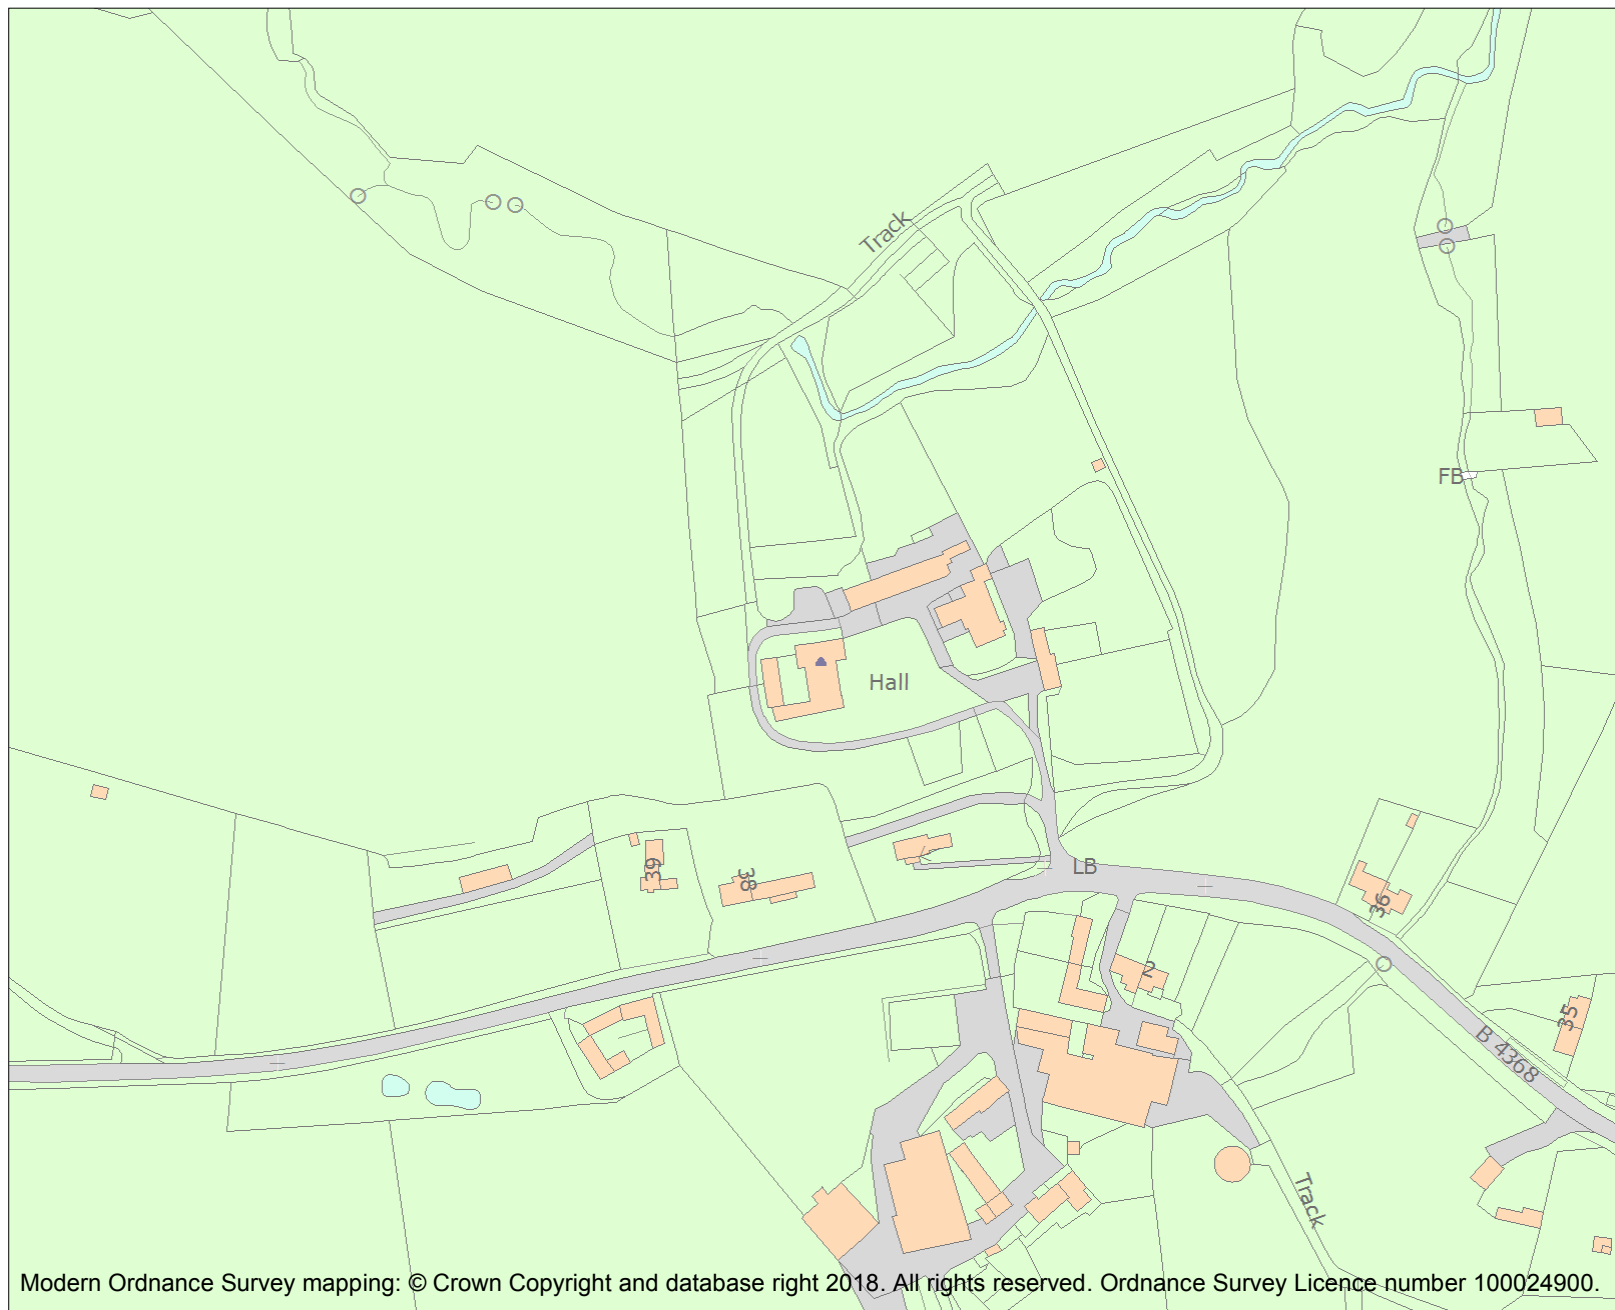 Track
FB
Hall
LB
39
38
36
2
35
B 4368
Track
Modern Ordnance Survey mapping: © Crown Copyright and database right 2018. All rights reserved. Ordnance Survey Licence number 100024900.